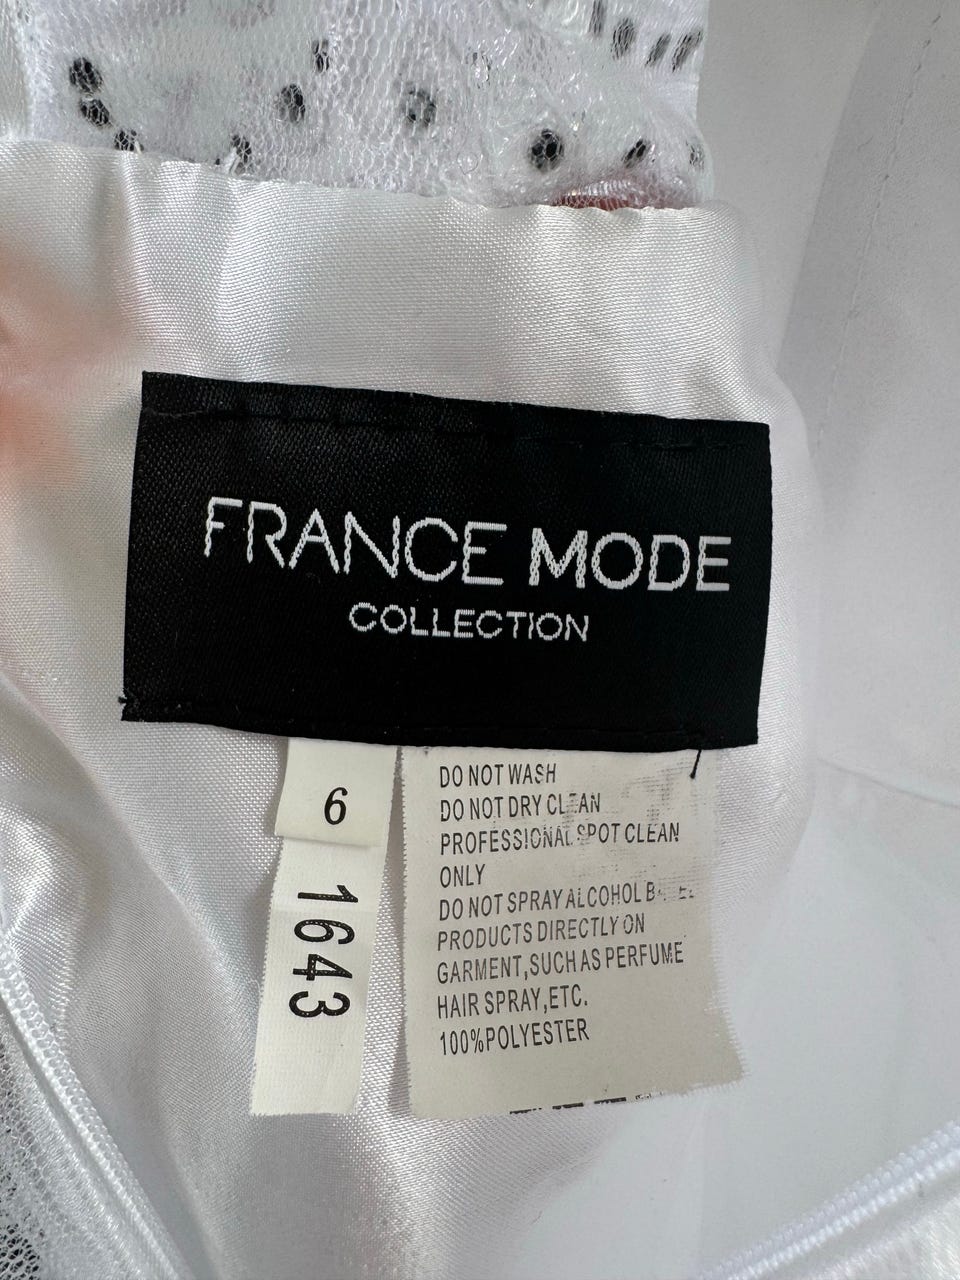 FRANCE MODE
COLLECTION
6
1643
DO NOT WASH
DO NOT DRY CLEAN
PROFESSIONAL SPOT CLEAN
ONLY
DO NOT SPRAY ALCOHOL
PRODUCTS DIRECTLY ON
GARMENT,SUCH AS PERFUME
HAIR SPRAY,ETC.
100%POLYESTER